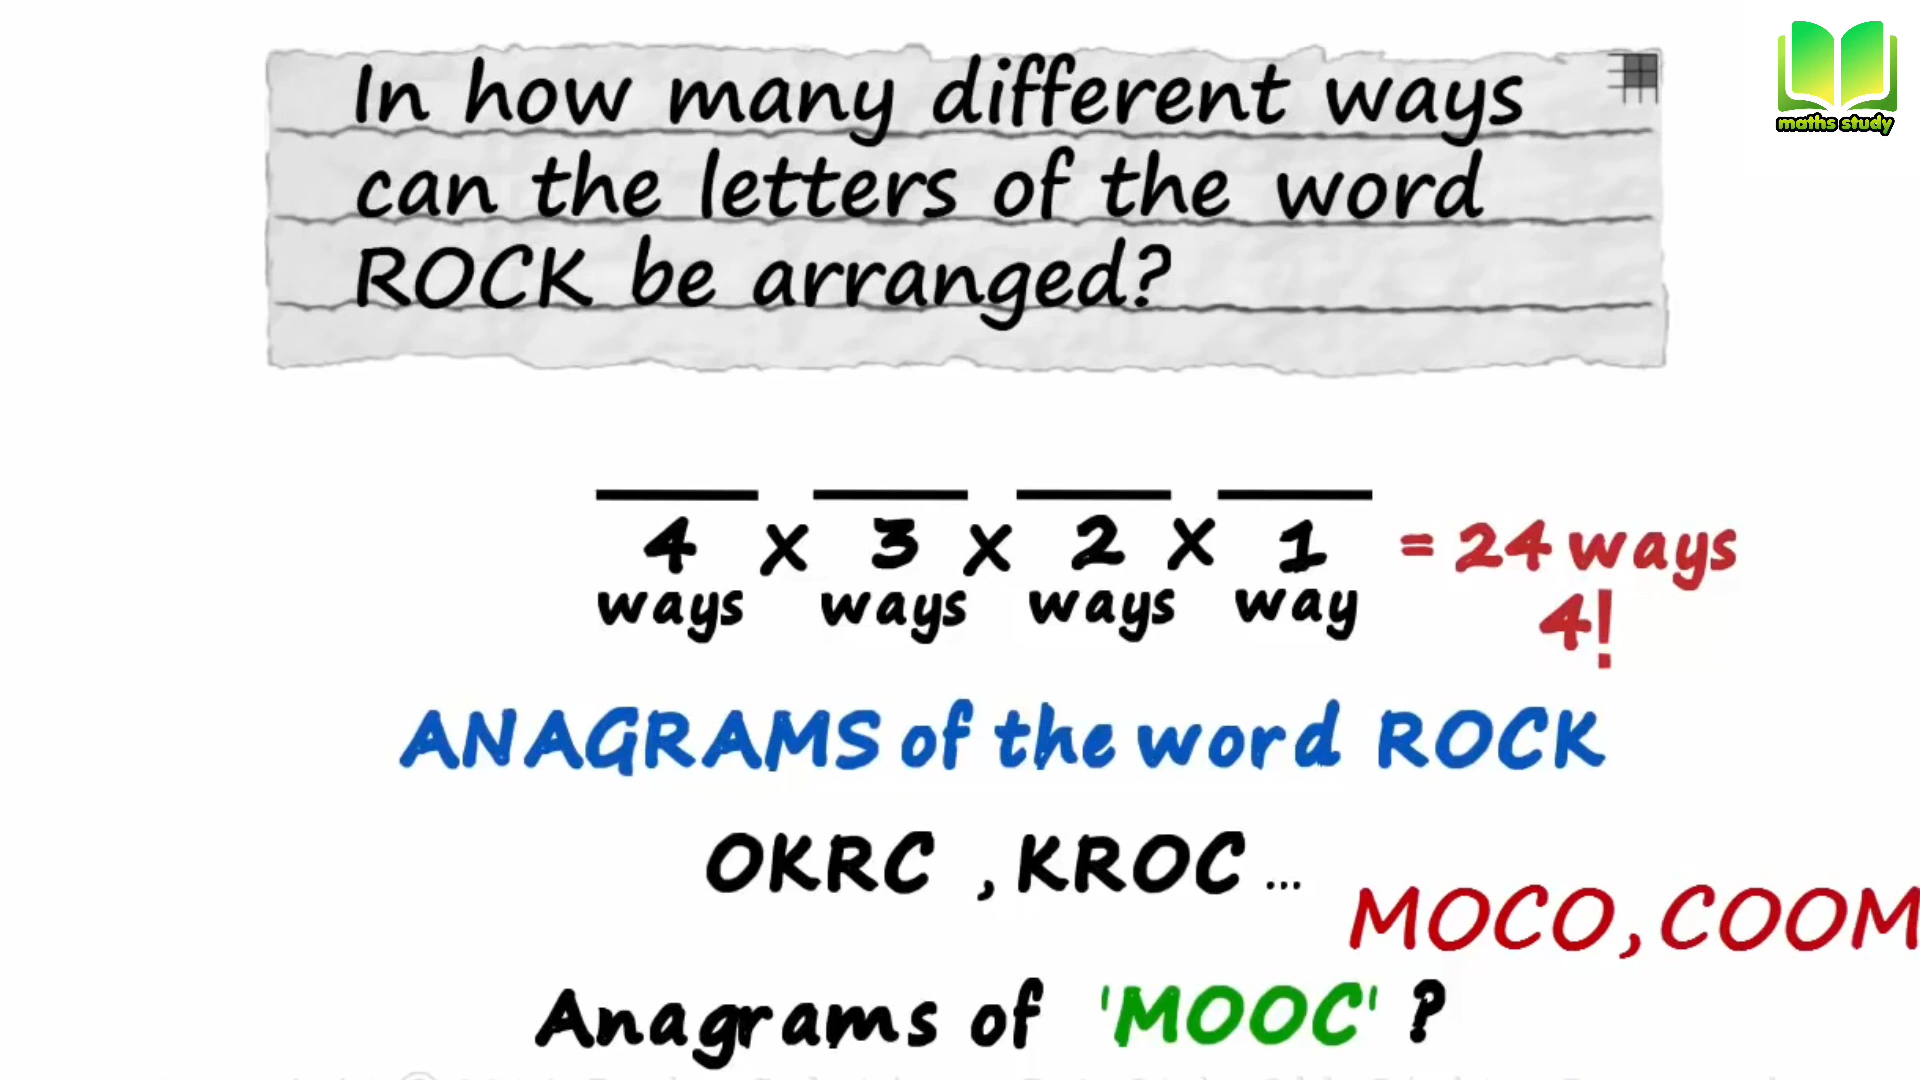 maths study
In how many different ways
can the letters of the word
ROCK be arranged?
4 X 3 X 2 X 1 = 24 ways
ways ways ways way
4!
ANAGRAMS of the word ROCK
OKRC , KROC ...
MOCO, COOM
Anagrams of 'MOOC' ?